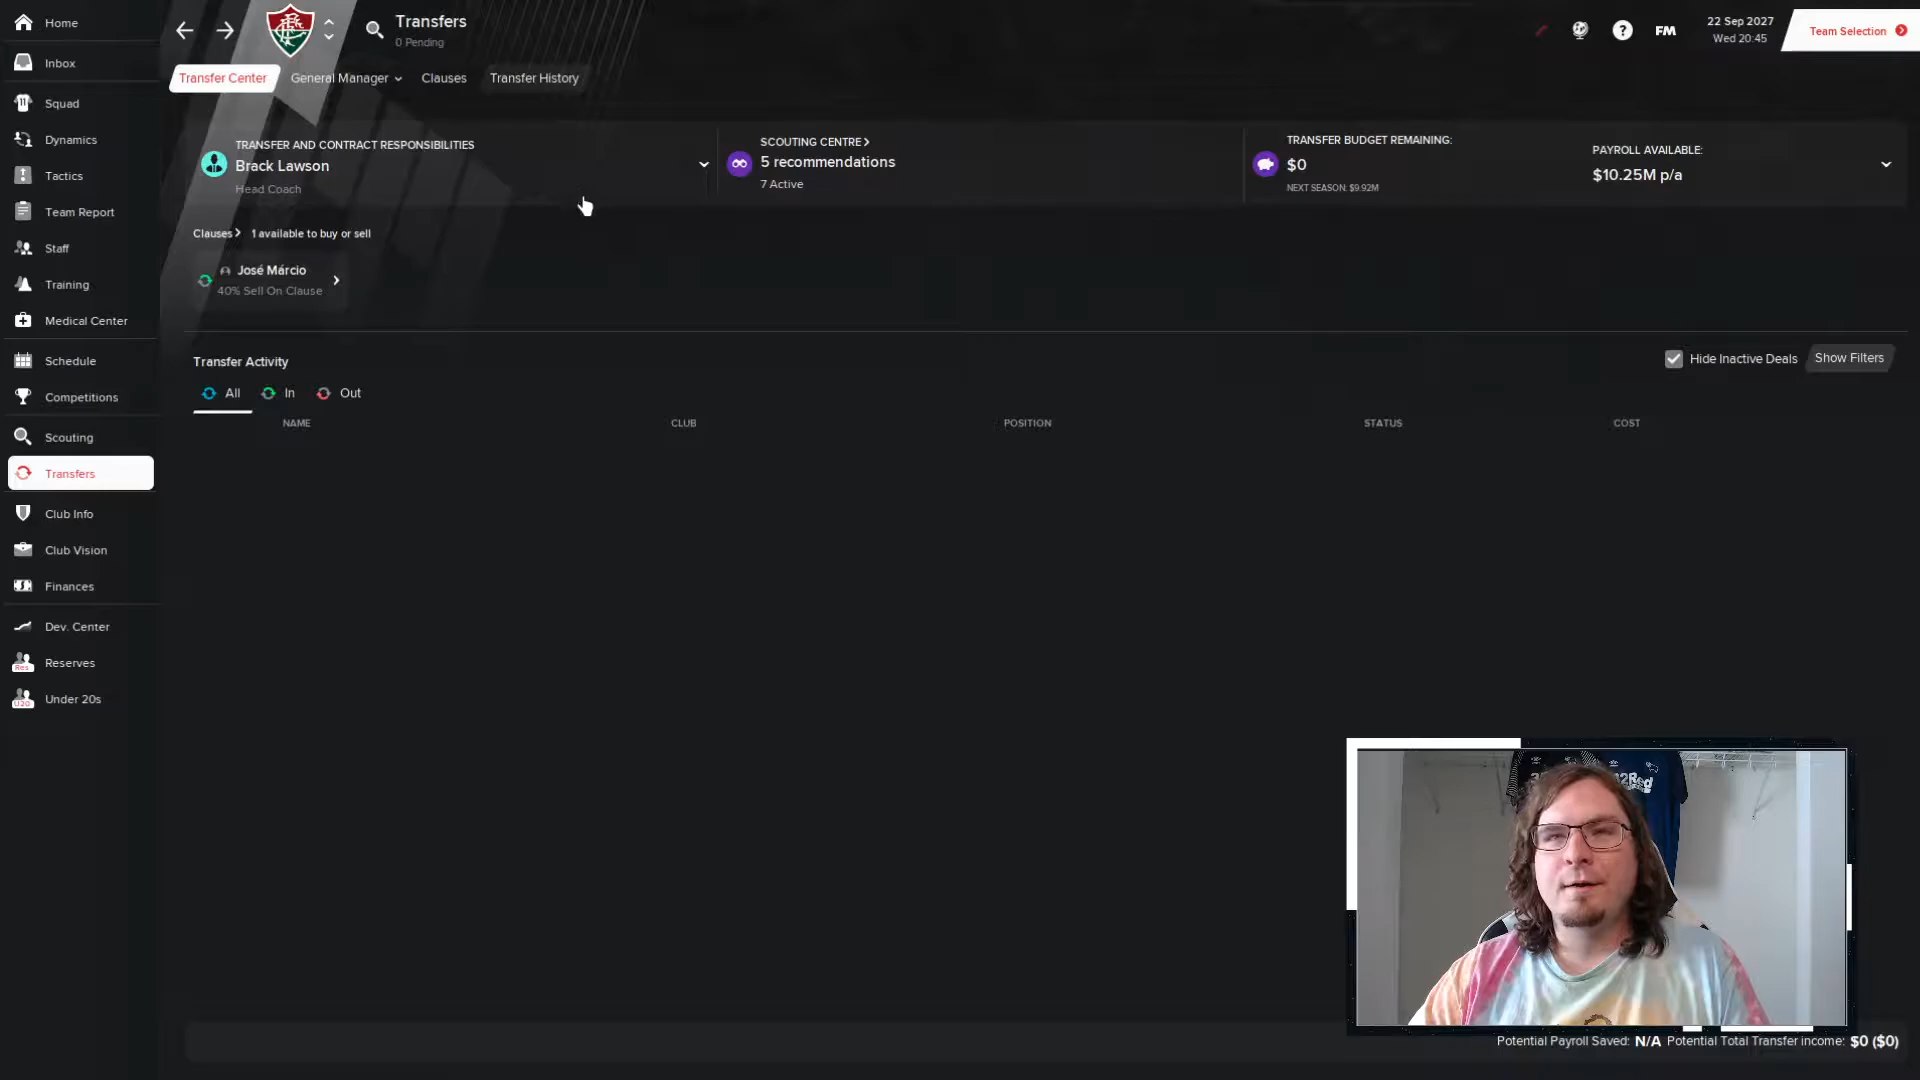 Home
Inbox
Squad
Dynamics
Tactics
Team Report
Staff
Training
Medical Center
Schedule
Competitions
Scouting
Transfers
Club Info
Club Vision
Finances
Dev. Center
Res
Reserves
U20
Under 20s
Transfers
0 Pending
FM
22 Sep 2027
Wed 20:45
Team Selection
Transfer Center
General Manager
Clauses
Transfer History
TRANSFER AND CONTRACT RESPONSIBILITIES
Brack Lawson
Head Coach
SCOUTING CENTRE
5 recommendations
7 Active
TRANSFER BUDGET REMAINING:
$0
NEXT SEASON: $9.92M
PAYROLL AVAILABLE:
$10.25M p/a
Clauses 1 available to buy or sell
José Márcio
40% Sell On Clause
Transfer Activity
Hide Inactive Deals
Show Filters
All In Out
NAME CLUB POSITION STATUS COST
Potential Payroll Saved: N/A Potential Total Transfer income: $0 ($0)